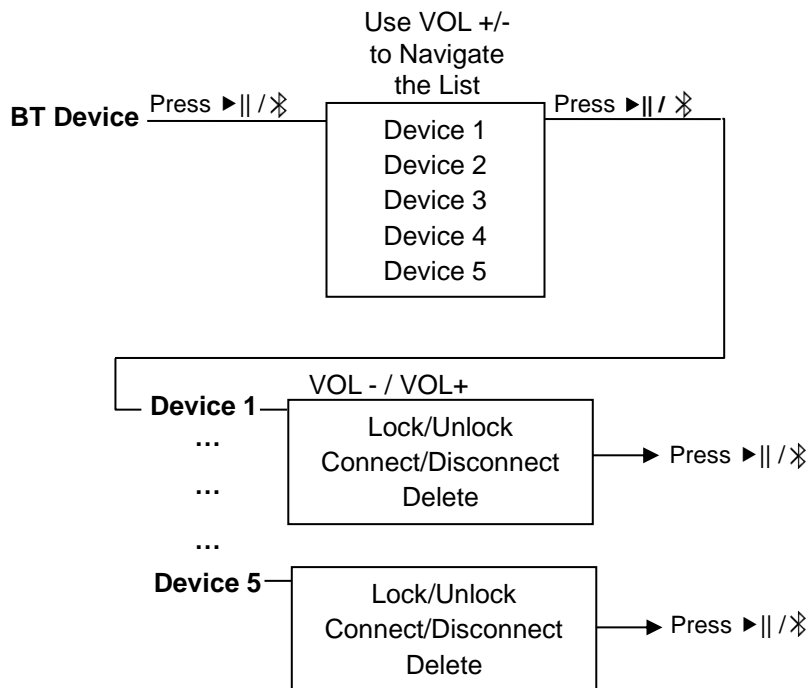 Use VOL +/-
to Navigate
the List
BT Device
Press ►|| / ᛒ
Device 1
Device 2
Device 3
Device 4
Device 5
Press ►|| / ᛒ
VOL - / VOL+
Device 1
Lock/Unlock
Connect/Disconnect
Delete
Press ►|| / ᛒ
...
...
...
Device 5
Lock/Unlock
Connect/Disconnect
Delete
Press ►|| / ᛒ